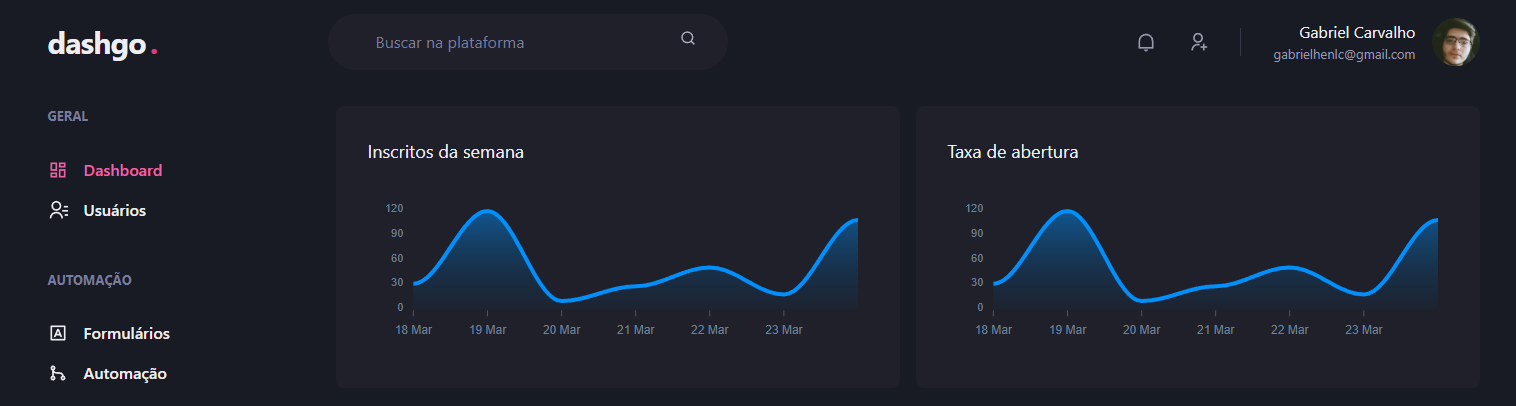 dashgo.
Buscar na plataforma
Gabriel Carvalho
gabrielhenlc@gmail.com
GERAL
Dashboard
Usuários
AUTOMAÇÃO
Formulários
Automação
Inscritos da semana
120
90
60
30
0
18 Mar 19 Mar 20 Mar 21 Mar 22 Mar 23 Mar
Taxa de abertura
120
90
60
30
0
18 Mar 19 Mar 20 Mar 21 Mar 22 Mar 23 Mar